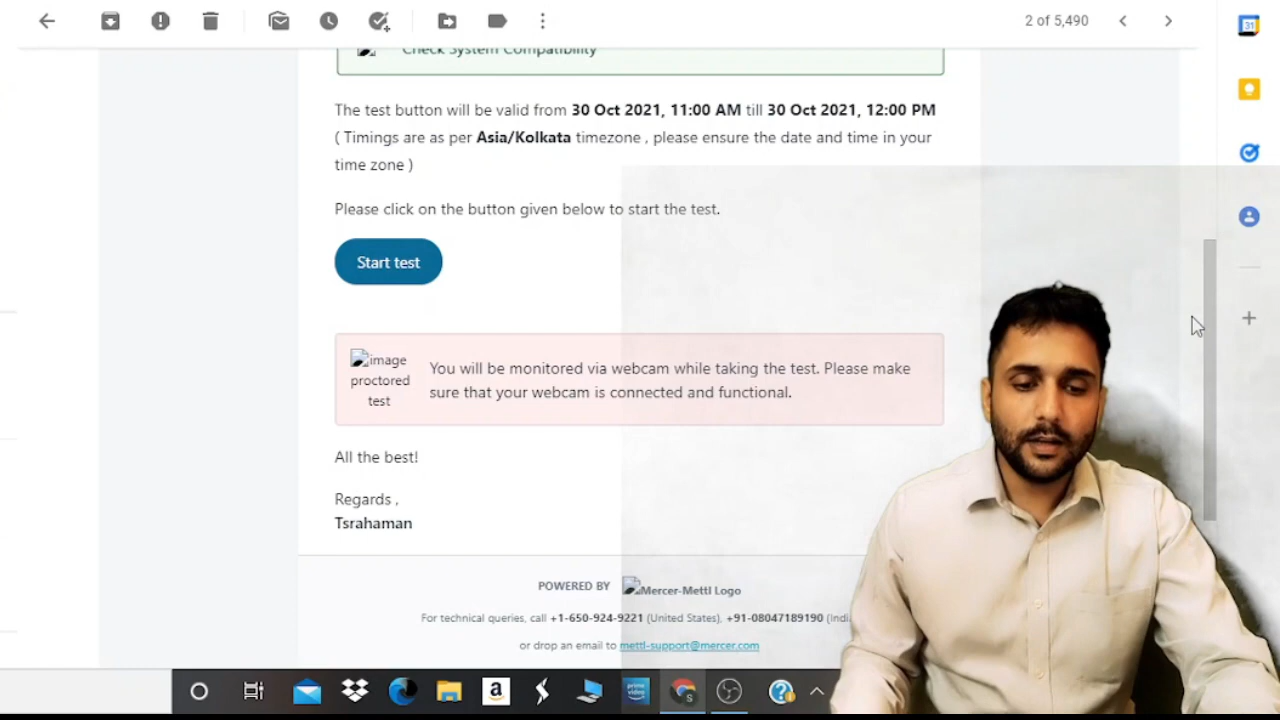 2 of 5,490
31
Check System Compatibility
The test button will be valid from 30 Oct 2021, 11:00 AM till 30 Oct 2021, 12:00 PM
( Timings are as per Asia/Kolkata timezone , please ensure the date and time in your
time zone )
Please click on the button given below to start the test.
Start test
image
proctored
test
You will be monitored via webcam while taking the test. Please make
sure that your webcam is connected and functional.
All the best!
Regards ,
Tsrahaman
POWERED BY Mercer-Mettl Logo
For technical queries, call +1-650-924-9221 (United States), +91-08047189190 (Indi
or drop an email to mettl-support@mercer.com
a
prime
video
S
?